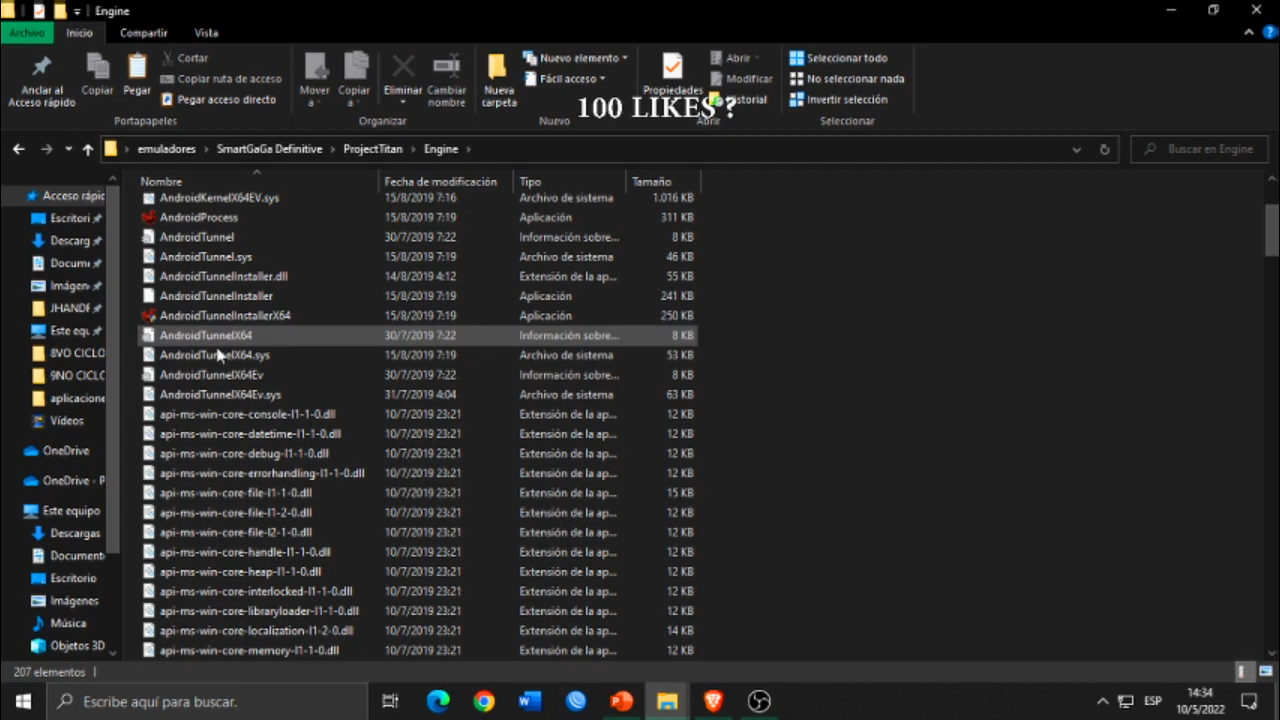 Engine
Archivo Inicio Compartir Vista
Anclar al Acceso rápido
Copiar
Pegar
Cortar
Copiar ruta de acceso
Pegar acceso directo
Portapapeles
Mover a
Copiar a
Eliminar
Cambiar nombre
Organizar
Nueva carpeta
Nuevo elemento
Fácil acceso
Nuevo
Propiedades
Abrir
Modificar
Historial
Abrir
Seleccionar todo
No seleccionar nada
Invertir selección
Seleccionar
100 LIKES ?
emuladores > SmartGaGa Definitive > ProjectTitan > Engine >
Buscar en Engine
Nombre Fecha de modificación Tipo Tamaño
AndroidKernelX64EV.sys 15/8/2019 7:16 Archivo de sistema 1.016 KB
AndroidProcess 15/8/2019 7:19 Aplicación 311 KB
AndroidTunnel 30/7/2019 7:22 Información sobre... 8 KB
AndroidTunnel.sys 15/8/2019 7:19 Archivo de sistema 46 KB
AndroidTunnelInstaller.dll 14/8/2019 4:12 Extensión de la ap... 55 KB
AndroidTunnelInstaller 15/8/2019 7:19 Aplicación 241 KB
AndroidTunnelInstallerX64 15/8/2019 7:19 Aplicación 250 KB
AndroidTunnelX64 30/7/2019 7:22 Información sobre... 8 KB
AndroidTunnelX64.sys 15/8/2019 7:19 Archivo de sistema 53 KB
AndroidTunnelX64Ev 30/7/2019 7:22 Información sobre... 8 KB
AndroidTunnelX64Ev.sys 31/7/2019 4:04 Archivo de sistema 63 KB
api-ms-win-core-console-l1-1-0.dll 10/7/2019 23:21 Extensión de la ap... 12 KB
api-ms-win-core-datetime-l1-1-0.dll 10/7/2019 23:21 Extensión de la ap... 12 KB
api-ms-win-core-debug-l1-1-0.dll 10/7/2019 23:21 Extensión de la ap... 12 KB
api-ms-win-core-errorhandling-l1-1-0.dll 10/7/2019 23:21 Extensión de la ap... 12 KB
api-ms-win-core-file-l1-1-0.dll 10/7/2019 23:21 Extensión de la ap... 15 KB
api-ms-win-core-file-l1-2-0.dll 10/7/2019 23:21 Extensión de la ap... 12 KB
api-ms-win-core-file-l2-1-0.dll 10/7/2019 23:21 Extensión de la ap... 12 KB
api-ms-win-core-handle-l1-1-0.dll 10/7/2019 23:21 Extensión de la ap... 12 KB
api-ms-win-core-heap-l1-1-0.dll 10/7/2019 23:21 Extensión de la ap... 12 KB
api-ms-win-core-interlocked-l1-1-0.dll 10/7/2019 23:21 Extensión de la ap... 12 KB
api-ms-win-core-libraryloader-l1-1-0.dll 10/7/2019 23:21 Extensión de la ap... 12 KB
api-ms-win-core-localization-l1-2-0.dll 10/7/2019 23:21 Extensión de la ap... 14 KB
api-ms-win-core-memory-l1-1-0.dll 10/7/2019 23:21 Extensión de la ap... 12 KB
Acceso rápic
Escritori
Descarg
Docum
Imágen
JHANDF
Este equ
8VO CICLO
9NO CICLO
aplicacione
Vídeos
OneDrive
OneDrive - P
Este equipo
Descargas
Document
Escritorio
Imágenes
Música
Objetos 3D
207 elementos
Escribe aquí para buscar.
ESP
14:34
10/5/2022